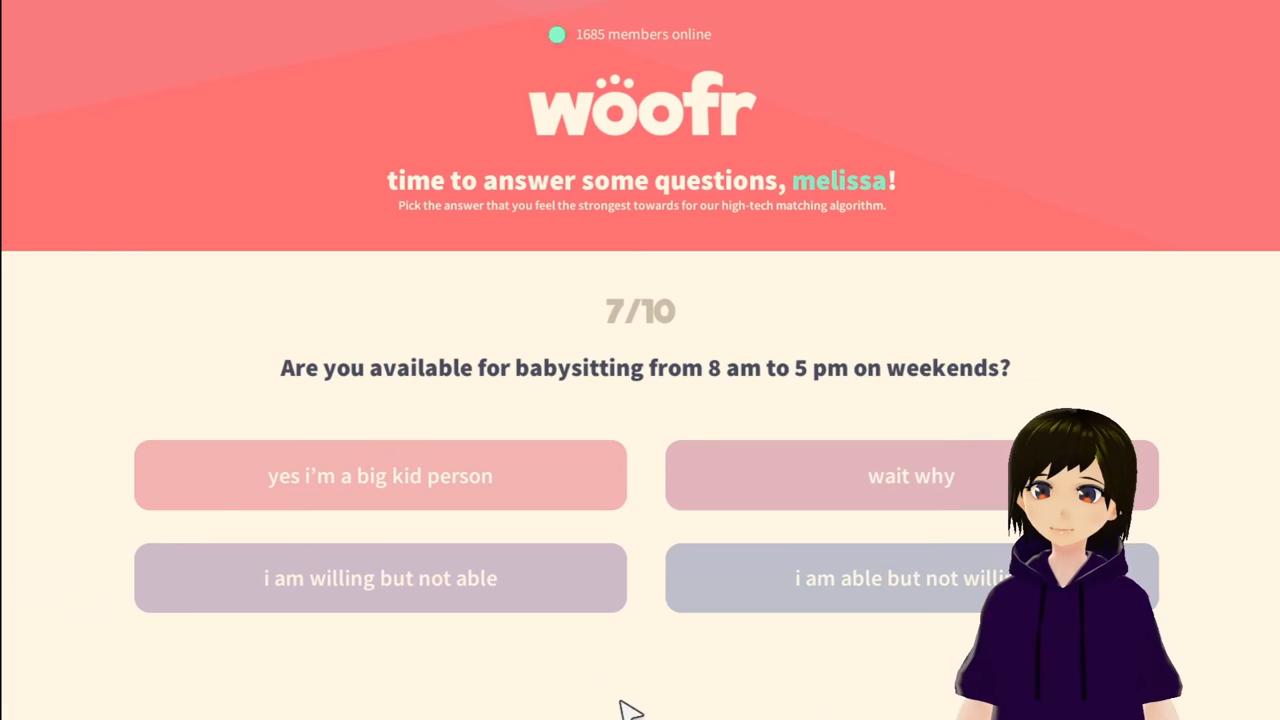 1685 members online
wöofr
time to answer some questions, melissa!
Pick the answer that you feel the strongest towards for our high-tech matching algorithm.
7/10
Are you available for babysitting from 8 am to 5 pm on weekends?
yes i'm a big kid person
wait why
i am willing but not able
i am able but not